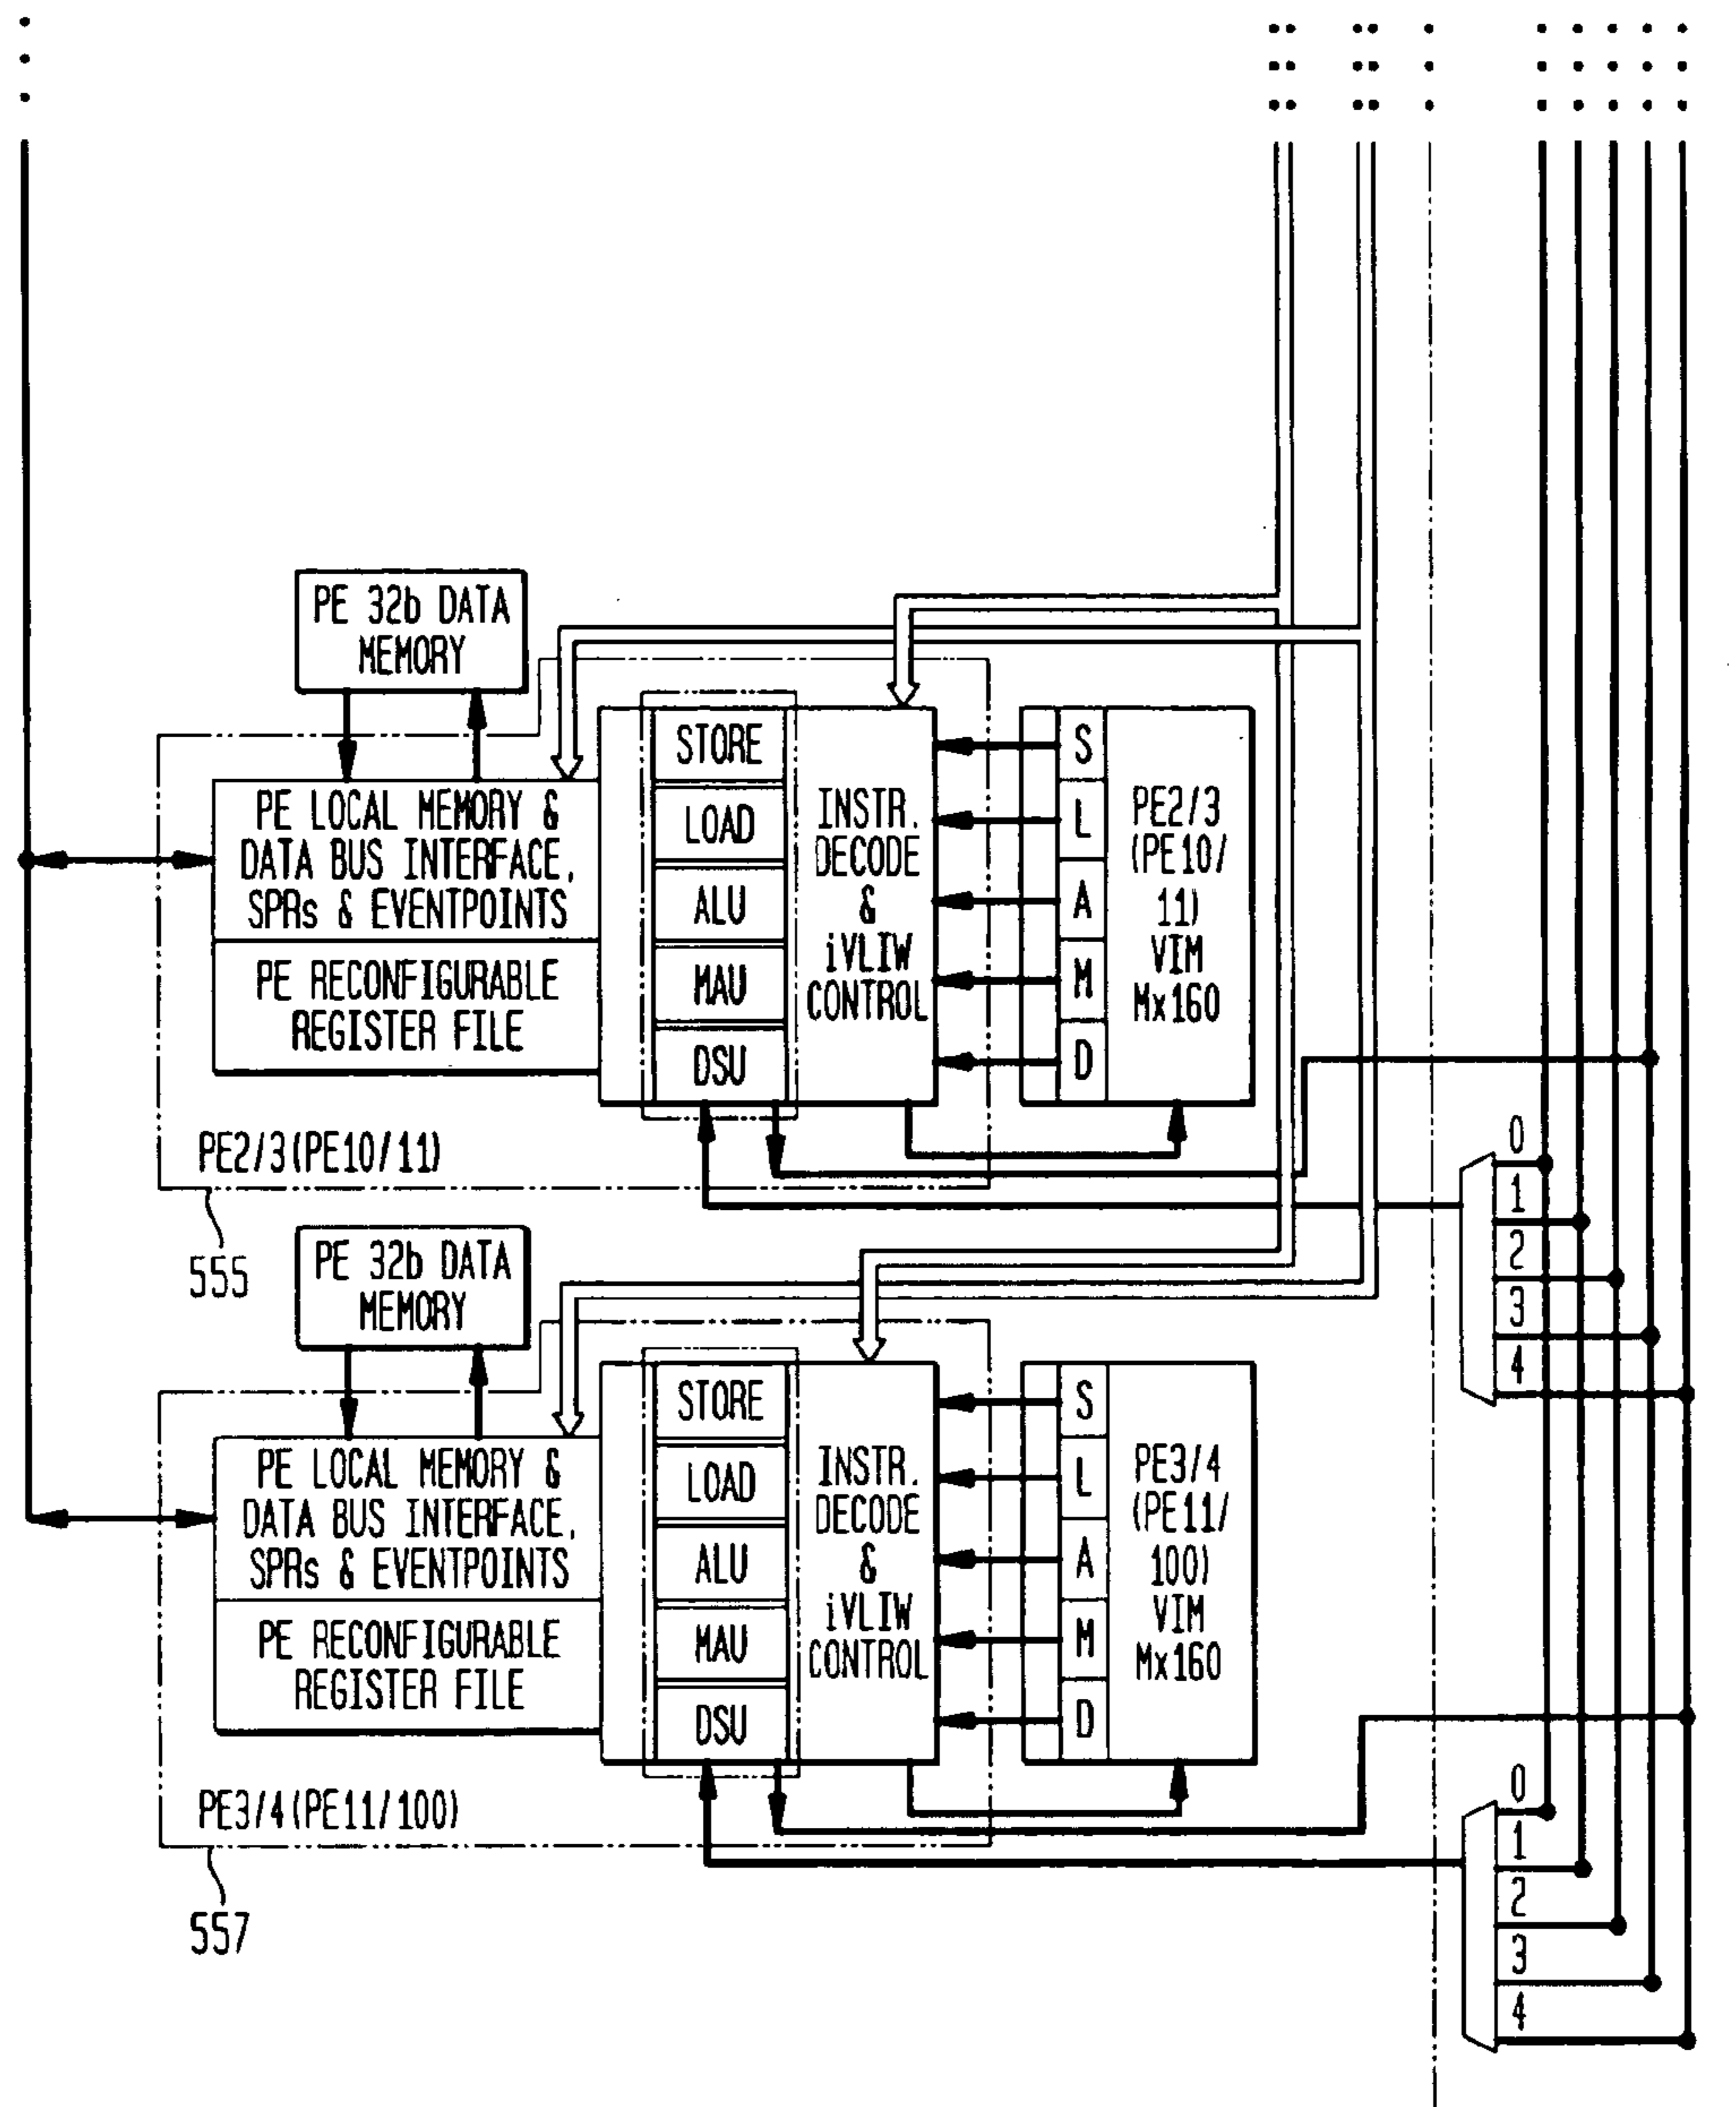 PE 32b DATA
MEMORY
PE LOCAL MEMORY &
DATA BUS INTERFACE,
SPRs & EVENTPOINTS
PE RECONFIGURABLE
REGISTER FILE
STORE
LOAD
ALU
MAU
DSU
INSTR.
DECODE
&
iVLIW
CONTROL
S
L
A
M
D
PE2/3
(PE10/
11)
VIM
Mx160
PE2/3(PE10/11)
555
0
1
2
3
4
PE 32b DATA
MEMORY
PE LOCAL MEMORY &
DATA BUS INTERFACE,
SPRs & EVENTPOINTS
PE RECONFIGURABLE
REGISTER FILE
STORE
LOAD
ALU
MAU
DSU
INSTR.
DECODE
&
iVLIW
CONTROL
S
L
A
M
D
PE3/4
(PE11/
100)
VIM
Mx160
PE3/4(PE11/100)
557
0
1
2
3
4